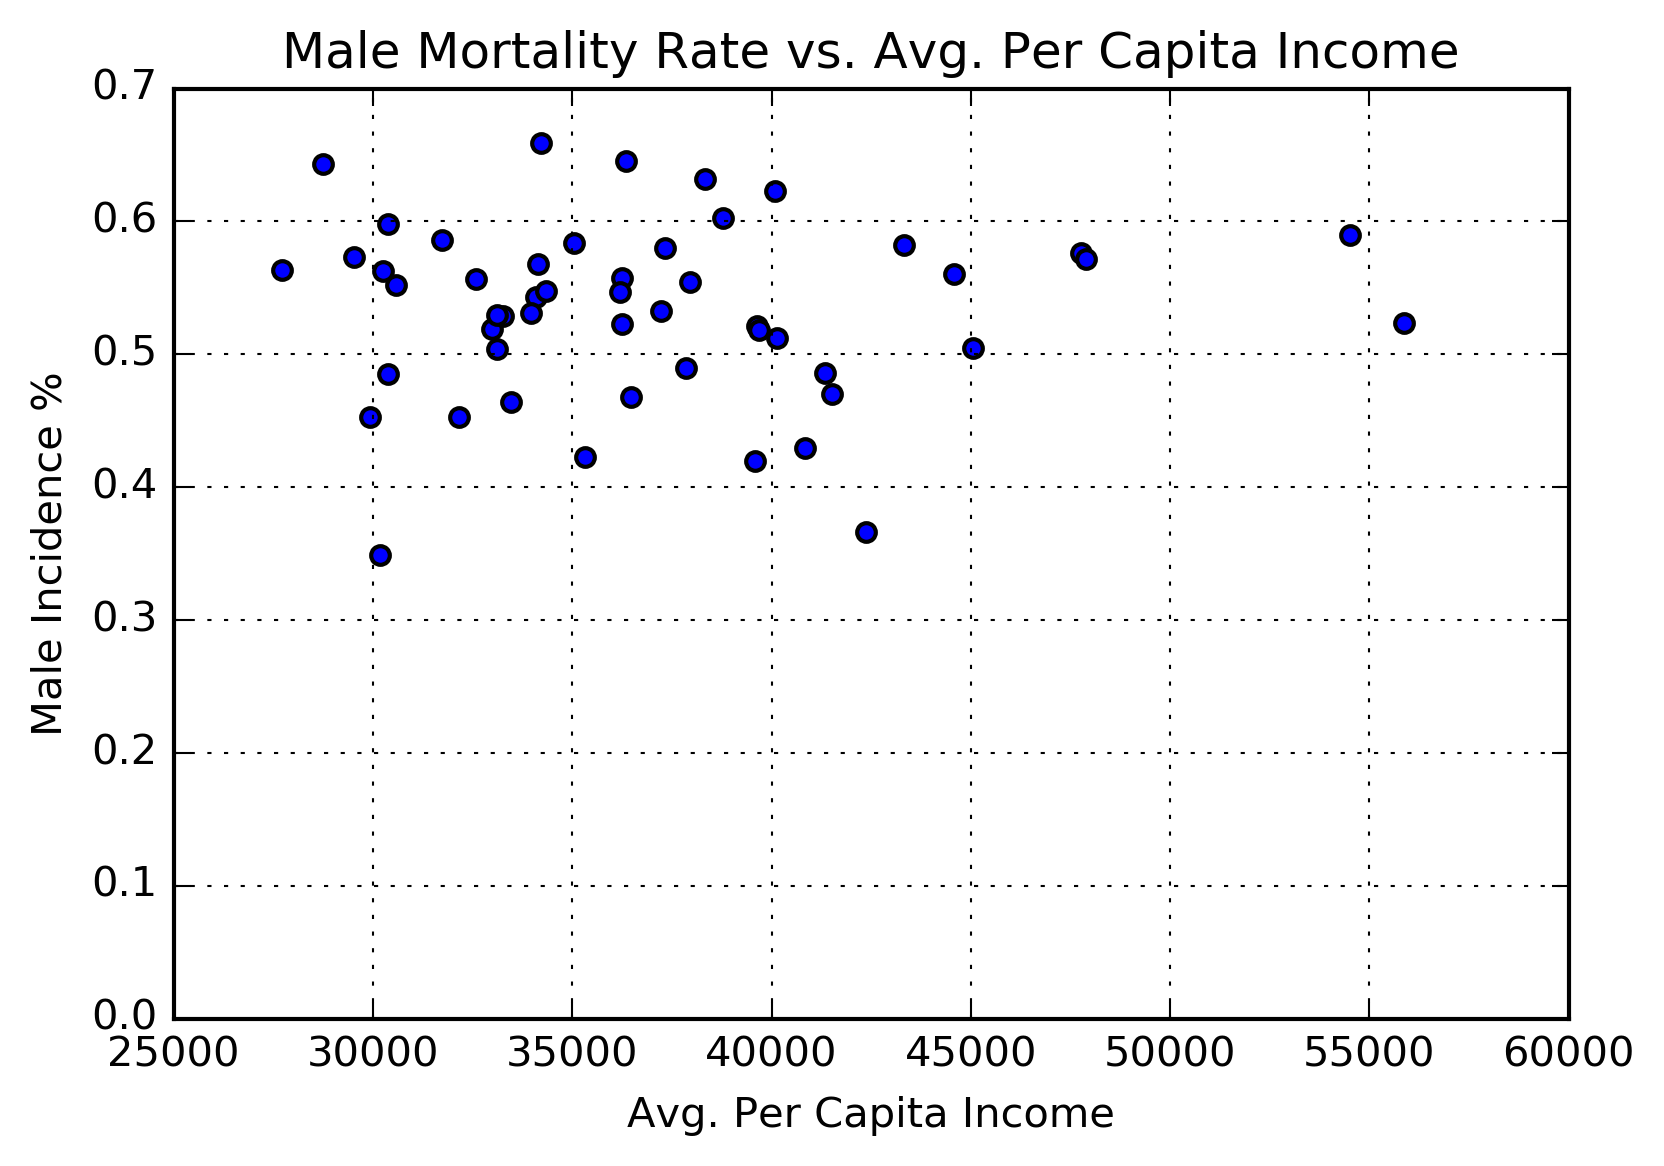 Male Mortality Rate vs. Avg. Per Capita Income
0.7
0.6
0.5
0.4
0.3
0.2
0.1
0.0
Male Incidence %
25000 30000 35000 40000 45000 50000 55000 60000
Avg. Per Capita Income